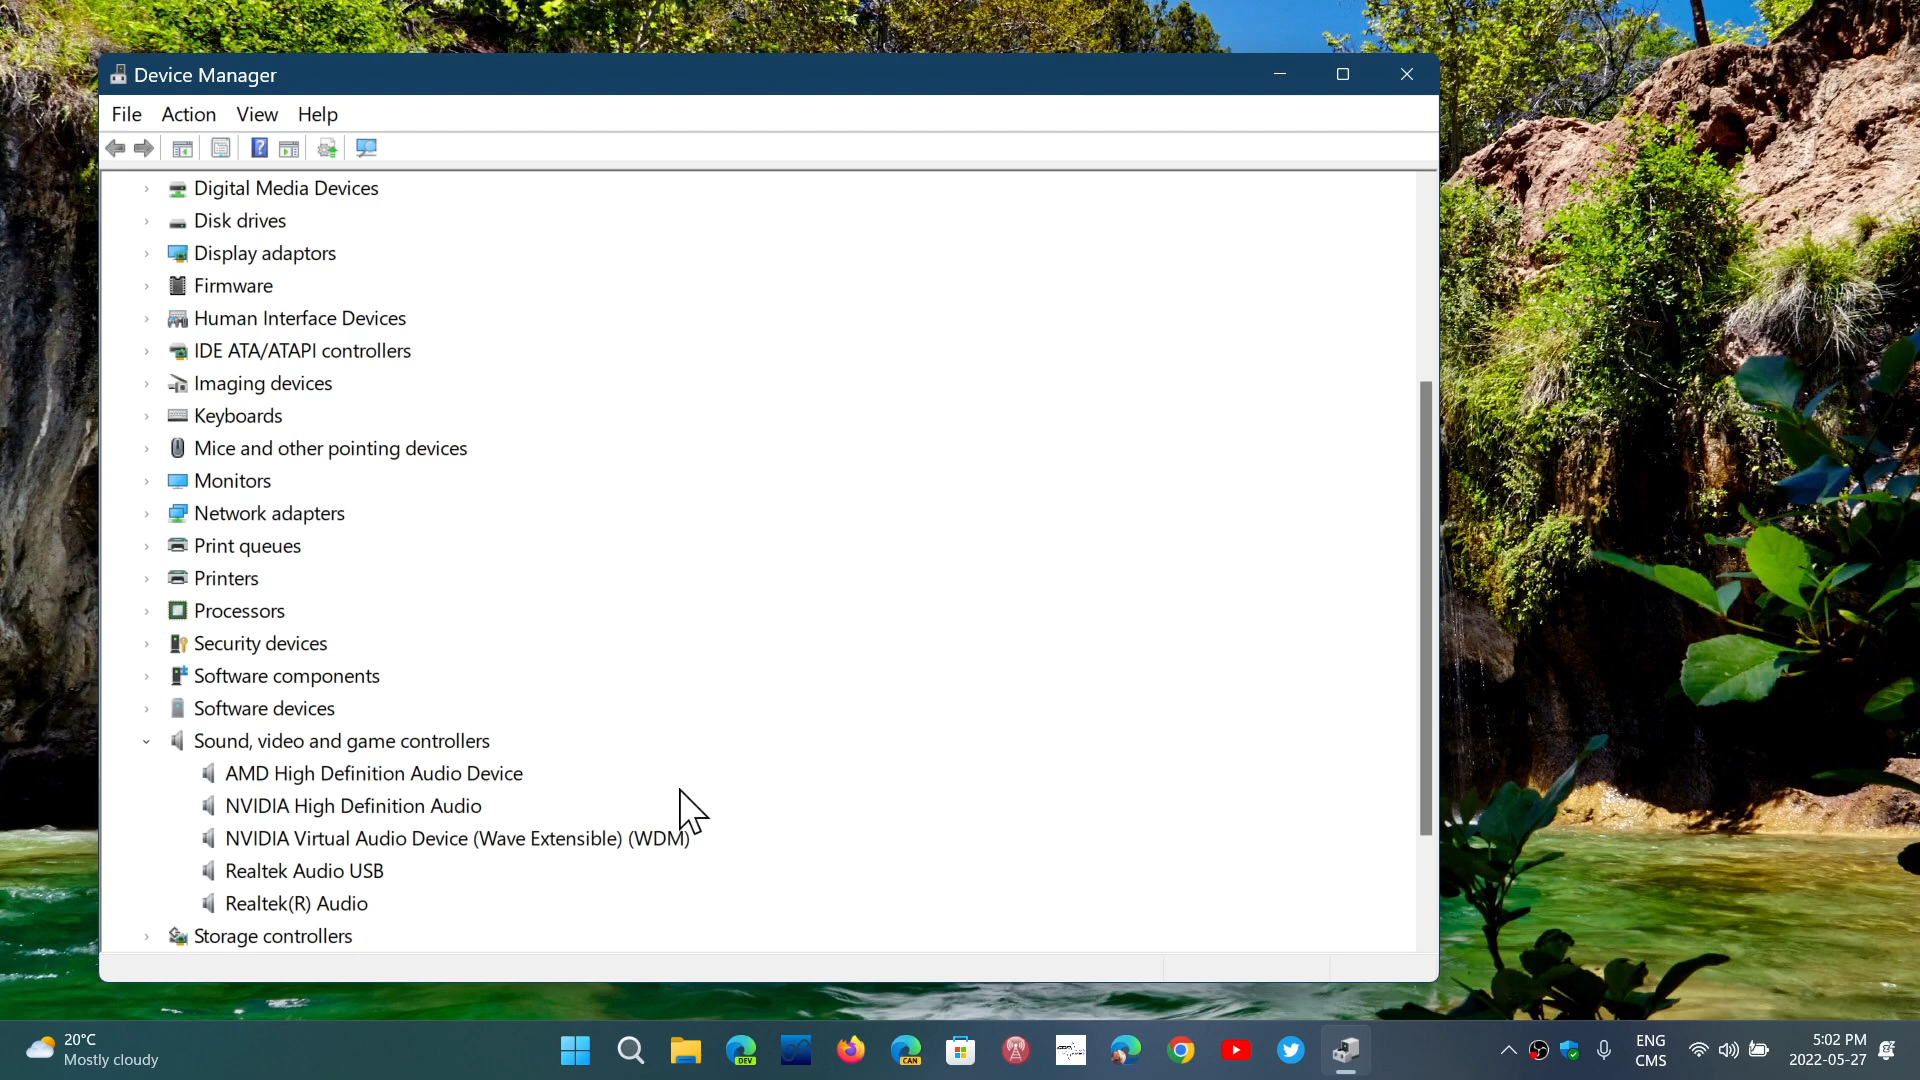 Device Manager
File Action View Help
?
Digital Media Devices
Disk drives
Display adaptors
Firmware
Human Interface Devices
IDE ATA/ATAPI controllers
Imaging devices
Keyboards
Mice and other pointing devices
Monitors
Network adapters
Print queues
Printers
Processors
Security devices
Software components
Software devices
Sound, video and game controllers
AMD High Definition Audio Device
NVIDIA High Definition Audio
NVIDIA Virtual Audio Device (Wave Extensible) (WDM)
Realtek Audio USB
Realtek(R) Audio
Storage controllers
20°C
Mostly cloudy
DEV
CAN
ENG
CMS
5:02 PM
2022-05-27